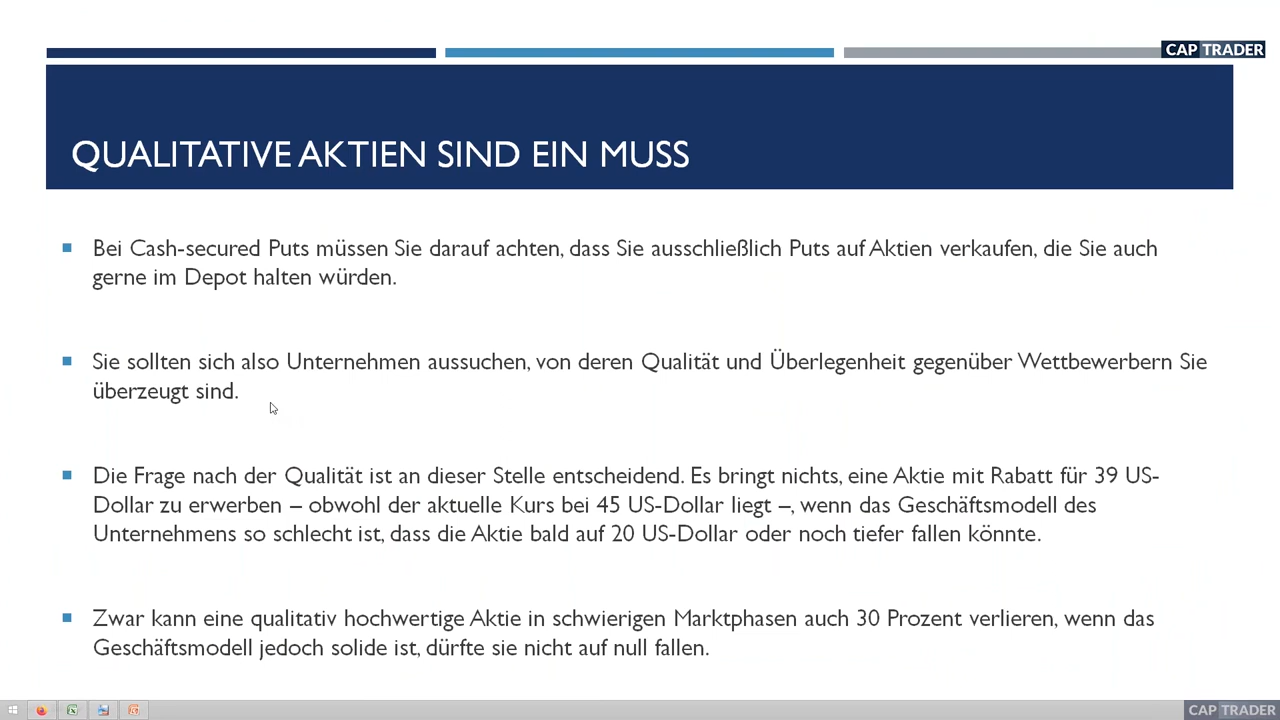 CAP TRADER
QUALITATIVE AKTIEN SIND EIN MUSS
Bei Cash-secured Puts müssen Sie darauf achten, dass Sie ausschließlich Puts auf Aktien verkaufen, die Sie auch
gerne im Depot halten würden.
Sie sollten sich also Unternehmen aussuchen, von deren Qualität und Überlegenheit gegenüber Wettbewerbern Sie
überzeugt sind.
Die Frage nach der Qualität ist an dieser Stelle entscheidend. Es bringt nichts, eine Aktie mit Rabatt für 39 US-
Dollar zu erwerben – obwohl der aktuelle Kurs bei 45 US-Dollar liegt –, wenn das Geschäftsmodell des
Unternehmens so schlecht ist, dass die Aktie bald auf 20 US-Dollar oder noch tiefer fallen könnte.
Zwar kann eine qualitativ hochwertige Aktie in schwierigen Marktphasen auch 30 Prozent verlieren, wenn das
Geschäftsmodell jedoch solide ist, dürfte sie nicht auf null fallen.
CAP TRADER